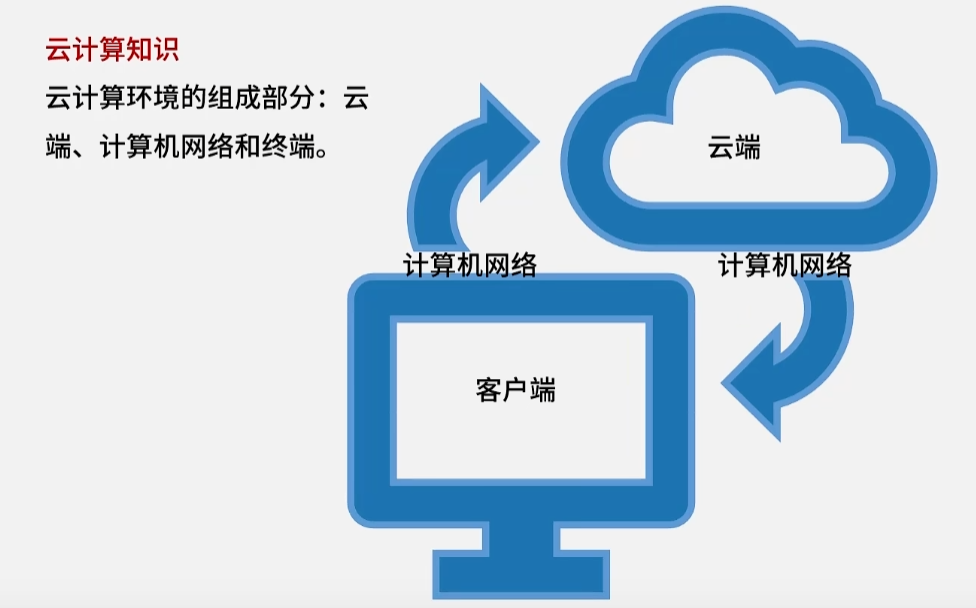 云计算知识
云计算环境的组成部分：云
端、计算机网络和终端。
云端
计算机网络
计算机网络
客户端